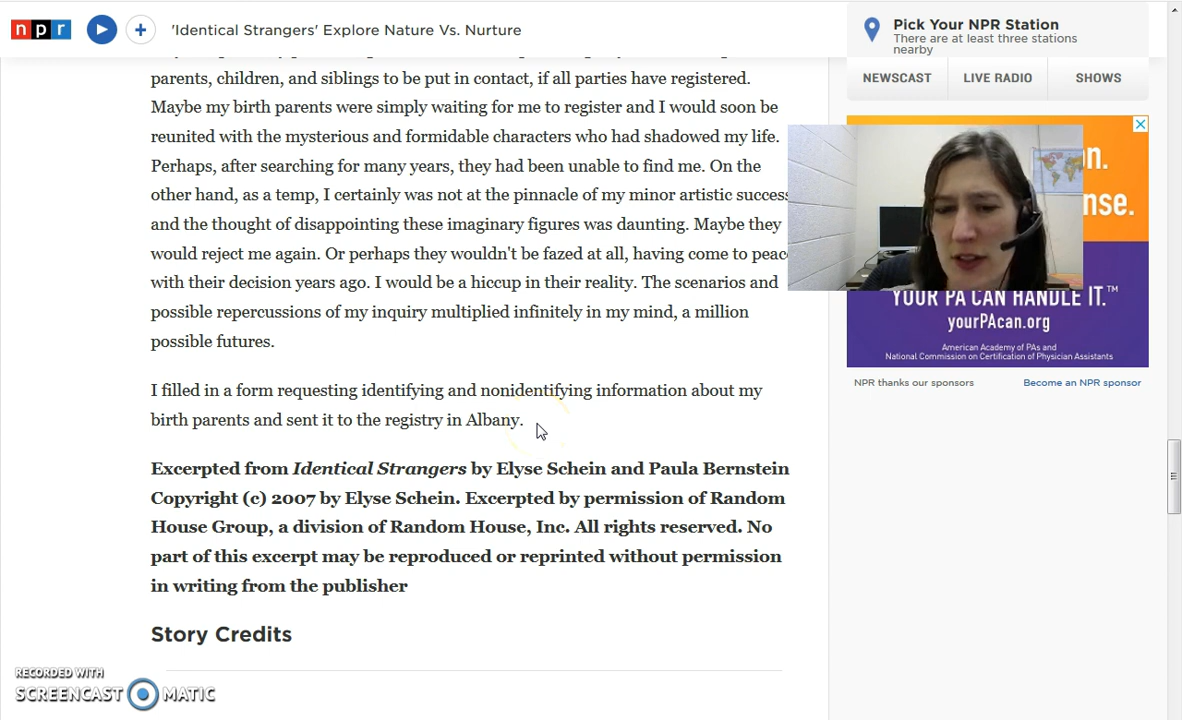 npr
'Identical Strangers' Explore Nature Vs. Nurture
Pick Your NPR Station
There are at least three stations
nearby
NEWSCAST
LIVE RADIO
SHOWS
parents, children, and siblings to be put in contact, if all parties have registered.
Maybe my birth parents were simply waiting for me to register and I would soon be
reunited with the mysterious and formidable characters who had shadowed my life.
Perhaps, after searching for many years, they had been unable to find me. On the
other hand, as a temp, I certainly was not at the pinnacle of my minor artistic success
and the thought of disappointing these imaginary figures was daunting. Maybe they
would reject me again. Or perhaps they wouldn't be fazed at all, having come to peac
with their decision years ago. I would be a hiccup in their reality. The scenarios and
possible repercussions of my inquiry multiplied infinitely in my mind, a million
possible futures.
I filled in a form requesting identifying and nonidentifying information about my
birth parents and sent it to the registry in Albany.
Excerpted from Identical Strangers by Elyse Schein and Paula Bernstein
Copyright (c) 2007 by Elyse Schein. Excerpted by permission of Random
House Group, a division of Random House, Inc. All rights reserved. No
part of this excerpt may be reproduced or reprinted without permission
in writing from the publisher
Story Credits
n.
nse.
YOUR PA CAN HANDLE IT.™
yourPAcan.org
American Academy of PAs and
National Commission on Certification of Physician Assistants
NPR thanks our sponsors
Become an NPR sponsor
RECORDED WITH
SCREENCAST MATIC